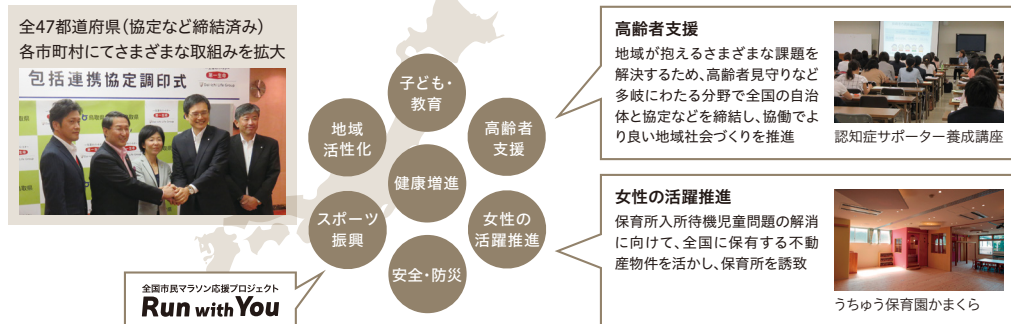 全47都道府県（協定など締結済み）
各市町村にてさまざまな取組みを拡大
包括連携協定調印式
第一生命
鳥取県
子ども・
教育
地域
活性化
高齢者
支援
健康増進
スポーツ
振興
女性の
活躍推進
安全・防災
全国市民マラソン応援プロジェクト
Run with You
高齢者支援
地域が抱えるさまざまな課題を
解決するため、高齢者見守りなど
多岐にわたる分野で全国の自治
体と協定などを締結し、協働でよ
り良い地域社会づくりを推進
認知症サポーター養成講座
女性の活躍推進
保育所入所待機児童問題の解消
に向けて、全国に保有する不動
産物件を活かし、保育所を誘致
うちゅう保育園かまくら